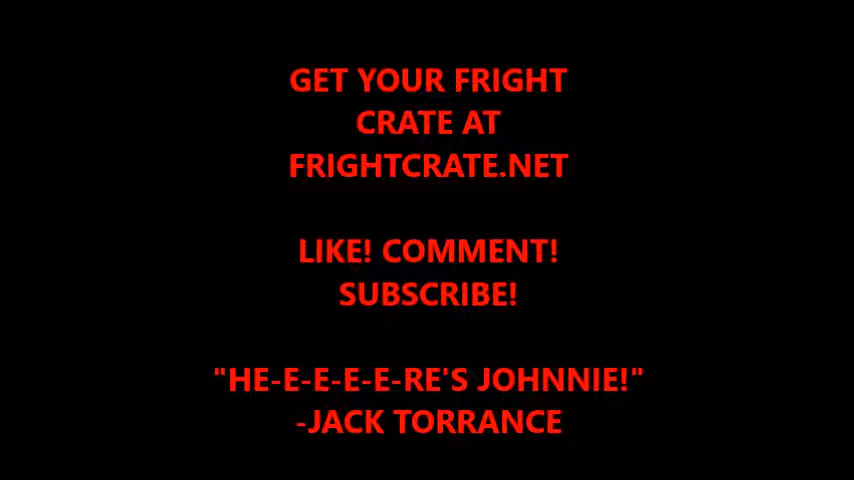 GET YOUR FRIGHT
CRATE AT
FRIGHTCRATE.NET
LIKE! COMMENT!
SUBSCRIBE!
"HE-E-E-E-E-RE'S JOHNNIE!"
-JACK TORRANCE